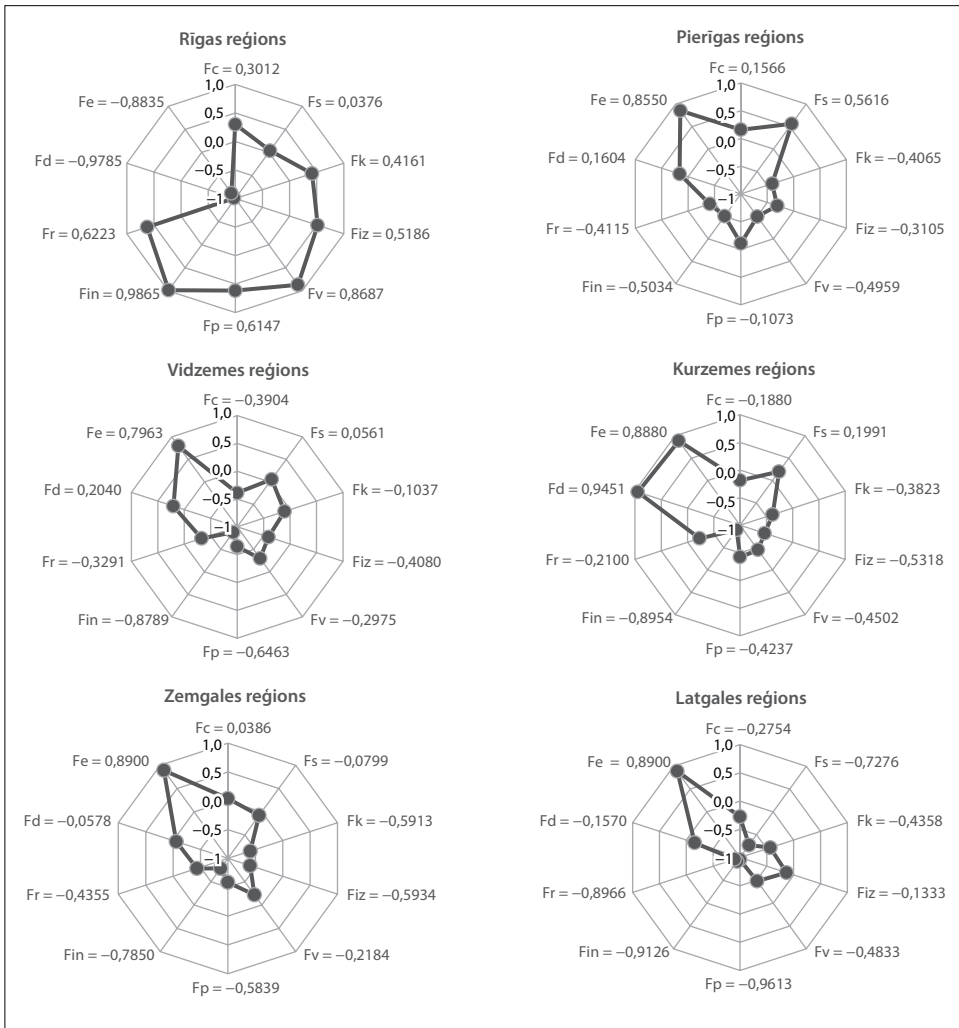 Rīgas reģions
Fc = 0,3012
Fe = −0,8835
Fs = 0,0376
Fd = −0,9785
Fk = 0,4161
Fr = 0,6223
Fiz = 0,5186
Fin = 0,9865
Fv = 0,8687
Fp = 0,6147
1,0
0,5
0,0
−0,5
−1
Pierīgas reģions
Fc = 0,1566
Fe = 0,8550
Fs = 0,5616
Fd = 0,1604
Fk = −0,4065
Fr = −0,4115
Fiz = −0,3105
Fin = −0,5034
Fv = −0,4959
Fp = −0,1073
1,0
0,5
0,0
−0,5
−1
Vidzemes reģions
Fc = −0,3904
Fe = 0,7963
Fs = 0,0561
Fd = 0,2040
Fk = −0,1037
Fr = −0,3291
Fiz = −0,4080
Fin = −0,8789
Fv = −0,2975
Fp = −0,6463
1,0
0,5
0,0
−0,5
−1
Kurzemes reģions
Fc = −0,1880
Fe = 0,8880
Fs = 0,1991
Fd = 0,9451
Fk = −0,3823
Fr = −0,2100
Fiz = −0,5318
Fin = −0,8954
Fv = −0,4502
Fp = −0,4237
1,0
0,5
0,0
−0,5
−1
Zemgales reģions
Fc = 0,0386
Fe = 0,8900
Fs = −0,0799
Fd = −0,0578
Fk = −0,5913
Fr = −0,4355
Fiz = −0,5934
Fin = −0,7850
Fv = −0,2184
Fp = −0,5839
1,0
0,5
0,0
−0,5
−1
Latgales reģions
Fc = −0,2754
Fe = 0,8900
Fs = −0,7276
Fd = −0,1570
Fk = −0,4358
Fr = −0,8966
Fiz = −0,1333
Fin = −0,9126
Fv = −0,4833
Fp = −0,9613
1,0
0,5
0,0
−0,5
−1